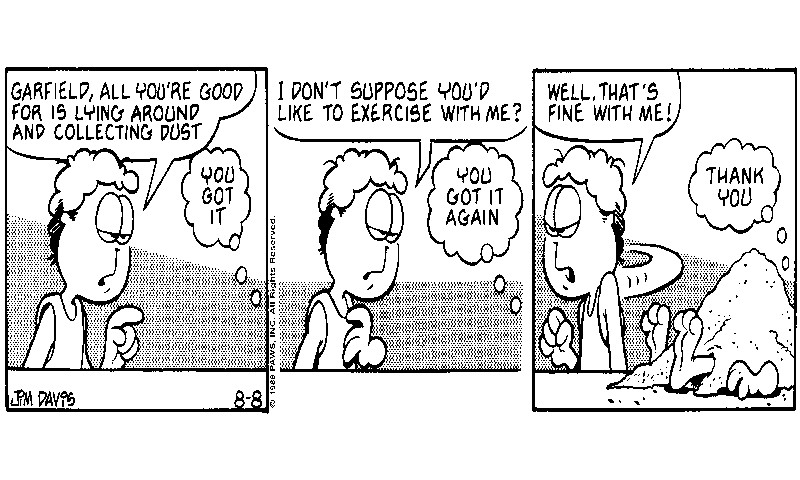 GARFIELD, ALL YOU'RE GOOD
FOR IS LYING AROUND
AND COLLECTING DUST
YOU
GOT
IT
JIM DAVIS
8-8
© 1989 PAWS, INC. All Rights Reserved.
I DON'T SUPPOSE YOU'D
LIKE TO EXERCISE WITH ME?
YOU
GOT IT
AGAIN
WELL, THAT'S
FINE WITH ME!
THANK
YOU